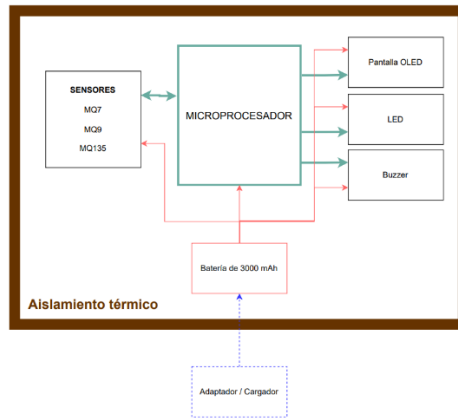 Pantalla OLED
SENSORES
MQ7
MQ9
MQ135
MICROPROCESADOR
LED
Buzzer
Batería de 3000 mAh
Aislamiento térmico
Adaptador / Cargador